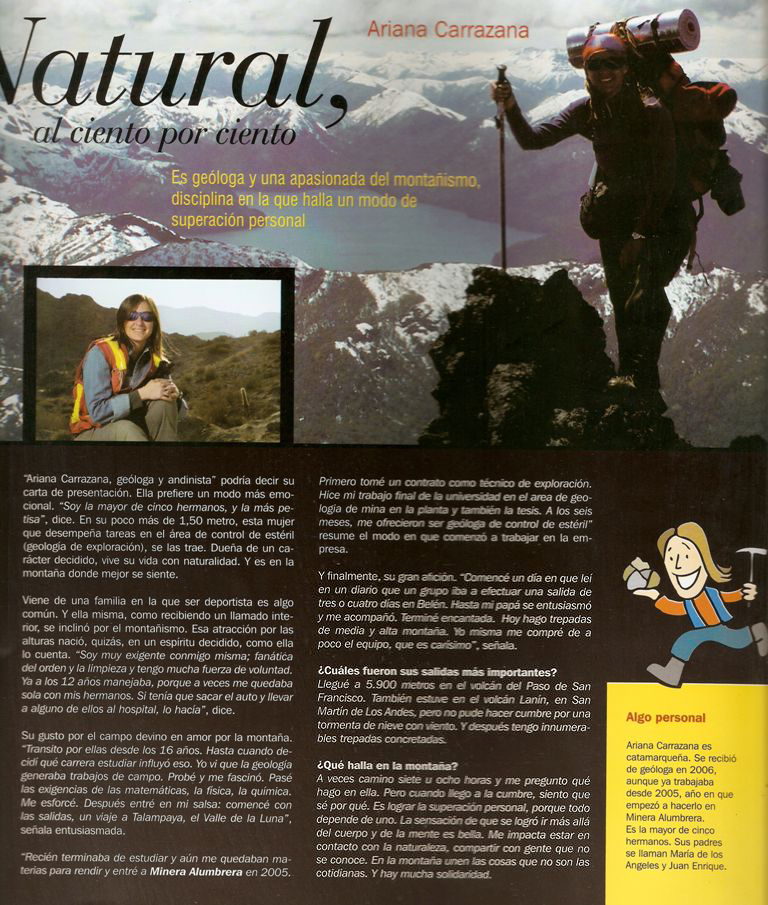 Ariana Carrazana
Natural,
al ciento por ciento
Es geóloga y una apasionada del montañismo,
disciplina en la que halla un modo de
superación personal
“Ariana Carrazana, geóloga y andinista” podría decir su
carta de presentación. Ella prefiere un modo más emo-
cional. “Soy la mayor de cinco hermanos, y la más pe-
tisa”, dice. En su poco más de 1,50 metro, esta mujer
que desempeña tareas en el área de control de estéril
(geología de exploración), se las trae. Dueña de un ca-
rácter decidido, vive su vida con naturalidad. Y es en la
montaña donde mejor se siente.
Viene de una familia en la que ser deportista es algo
común. Y ella misma, como recibiendo un llamado inte-
rior, se inclinó por el montañismo. Esa atracción por las
alturas nació, quizás, en un espíritu decidido, como ella
lo cuenta. “Soy muy exigente conmigo misma; fanática
del orden y la limpieza y tengo mucha fuerza de voluntad.
Ya a los 12 años manejaba, porque a veces me quedaba
sola con mis hermanos. Si tenía que sacar el auto y llevar
a alguno de ellos al hospital, lo hacía”, dice.
Su gusto por el campo devino en amor por la montaña.
“Transito por ellas desde los 16 años. Hasta cuando de-
cidí qué carrera estudiar influyó eso. Yo vi que la geología
generaba trabajos de campo. Probé y me fascinó. Pasé
las exigencias de las matemáticas, la física, la química.
Me esforcé. Después entré en mi salsa: comencé con
las salidas, un viaje a Talampaya, el Valle de la Luna”,
señala entusiasmada.
“Recién terminaba de estudiar y aún me quedaban ma-
terias para rendir y entré a Minera Alumbrera en 2005.
Primero tomé un contrato como técnico de exploración.
Hice mi trabajo final de la universidad en el area de geo-
logía de mina en la planta y también la tesis. A los seis
meses, me ofrecieron ser geóloga de control de estéril”
resume el modo en que comenzó a trabajar en la em-
presa.
Y finalmente, su gran afición. “Comencé un día en que leí
en un diario que un grupo iba a efectuar una salida de
tres o cuatro días en Belén. Hasta mi papá se entusiasmó
y me acompañó. Terminé encantada. Hoy hago trepadas
de media y alta montaña. Yo misma me compré de a
poco el equipo, que es carísimo”, señala.
¿Cuáles fueron sus salidas más importantes?
Llegué a 5.900 metros en el volcán del Paso de San
Francisco. También estuve en el volcán Lanín, en San
Martín de Los Andes, pero no pude hacer cumbre por una
tormenta de nieve con viento. Y después tengo innumera-
bles trepadas concretadas.
¿Qué halla en la montaña?
A veces camino siete u ocho horas y me pregunto qué
hago en ella. Pero cuando llego a la cumbre, siento que
sé por qué. Es lograr la superación personal, porque todo
depende de uno. La sensación de que se logró ir más allá
del cuerpo y de la mente es bella. Me impacta estar en
contacto con la naturaleza, compartir con gente que no
se conoce. En la montaña unen las cosas que no son las
cotidianas. Y hay mucha solidaridad.
Algo personal
Ariana Carrazana es
catamarqueña. Se recibió
de geóloga en 2006,
aunque ya trabajaba
desde 2005, año en que
empezó a hacerlo en
Minera Alumbrera.
Es la mayor de cinco
hermanos. Sus padres
se llaman María de los
Angeles y Juan Enrique.